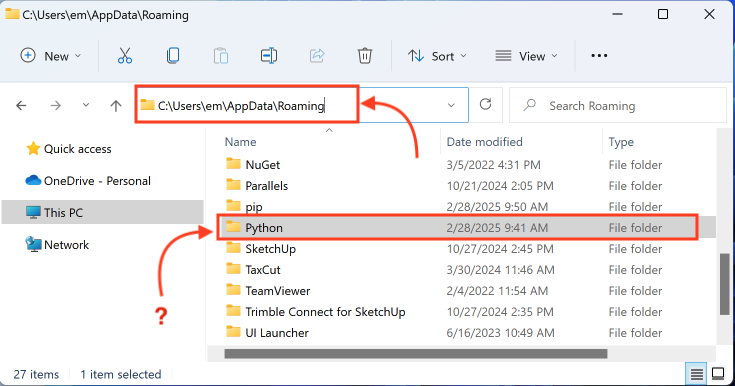 C:\Users\em\AppData\Roaming
New Sort View
C:\Users\em\AppData\Roaming Search Roaming
Name Date modified Type
Quick access
OneDrive - Personal
This PC
Network
NuGet 3/5/2022 4:31 PM File folder
Parallels 10/21/2024 2:05 PM File folder
pip 2/28/2025 9:50 AM File folder
Python 2/28/2025 9:41 AM File folder
SketchUp 10/27/2024 2:45 PM File folder
TaxCut 3/30/2024 11:46 AM File folder
TeamViewer 2/4/2022 11:54 AM File folder
Trimble Connect for SketchUp 10/27/2024 2:35 PM File folder
UI Launcher 6/16/2023 10:49 AM File folder
?
27 items 1 item selected